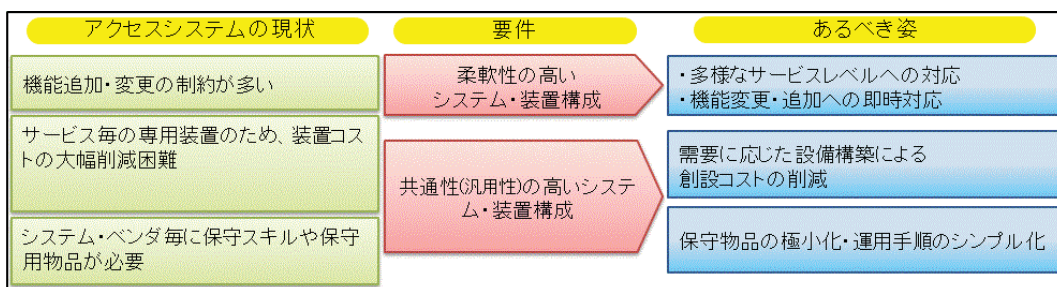 アクセスシステムの現状
要件
あるべき姿
機能追加・変更の制約が多い
柔軟性の高い
システム・装置構成
・多様なサービスレベルへの対応
・機能変更・追加への即時対応
サービス毎の専用装置のため、装置コス
トの大幅削減困難
共通性(汎用性)の高いシステ
ム・装置構成
需要に応じた設備構築による
創設コストの削減
システム・ベンダ毎に保守スキルや保守
用物品が必要
保守物品の極小化・運用手順のシンプル化